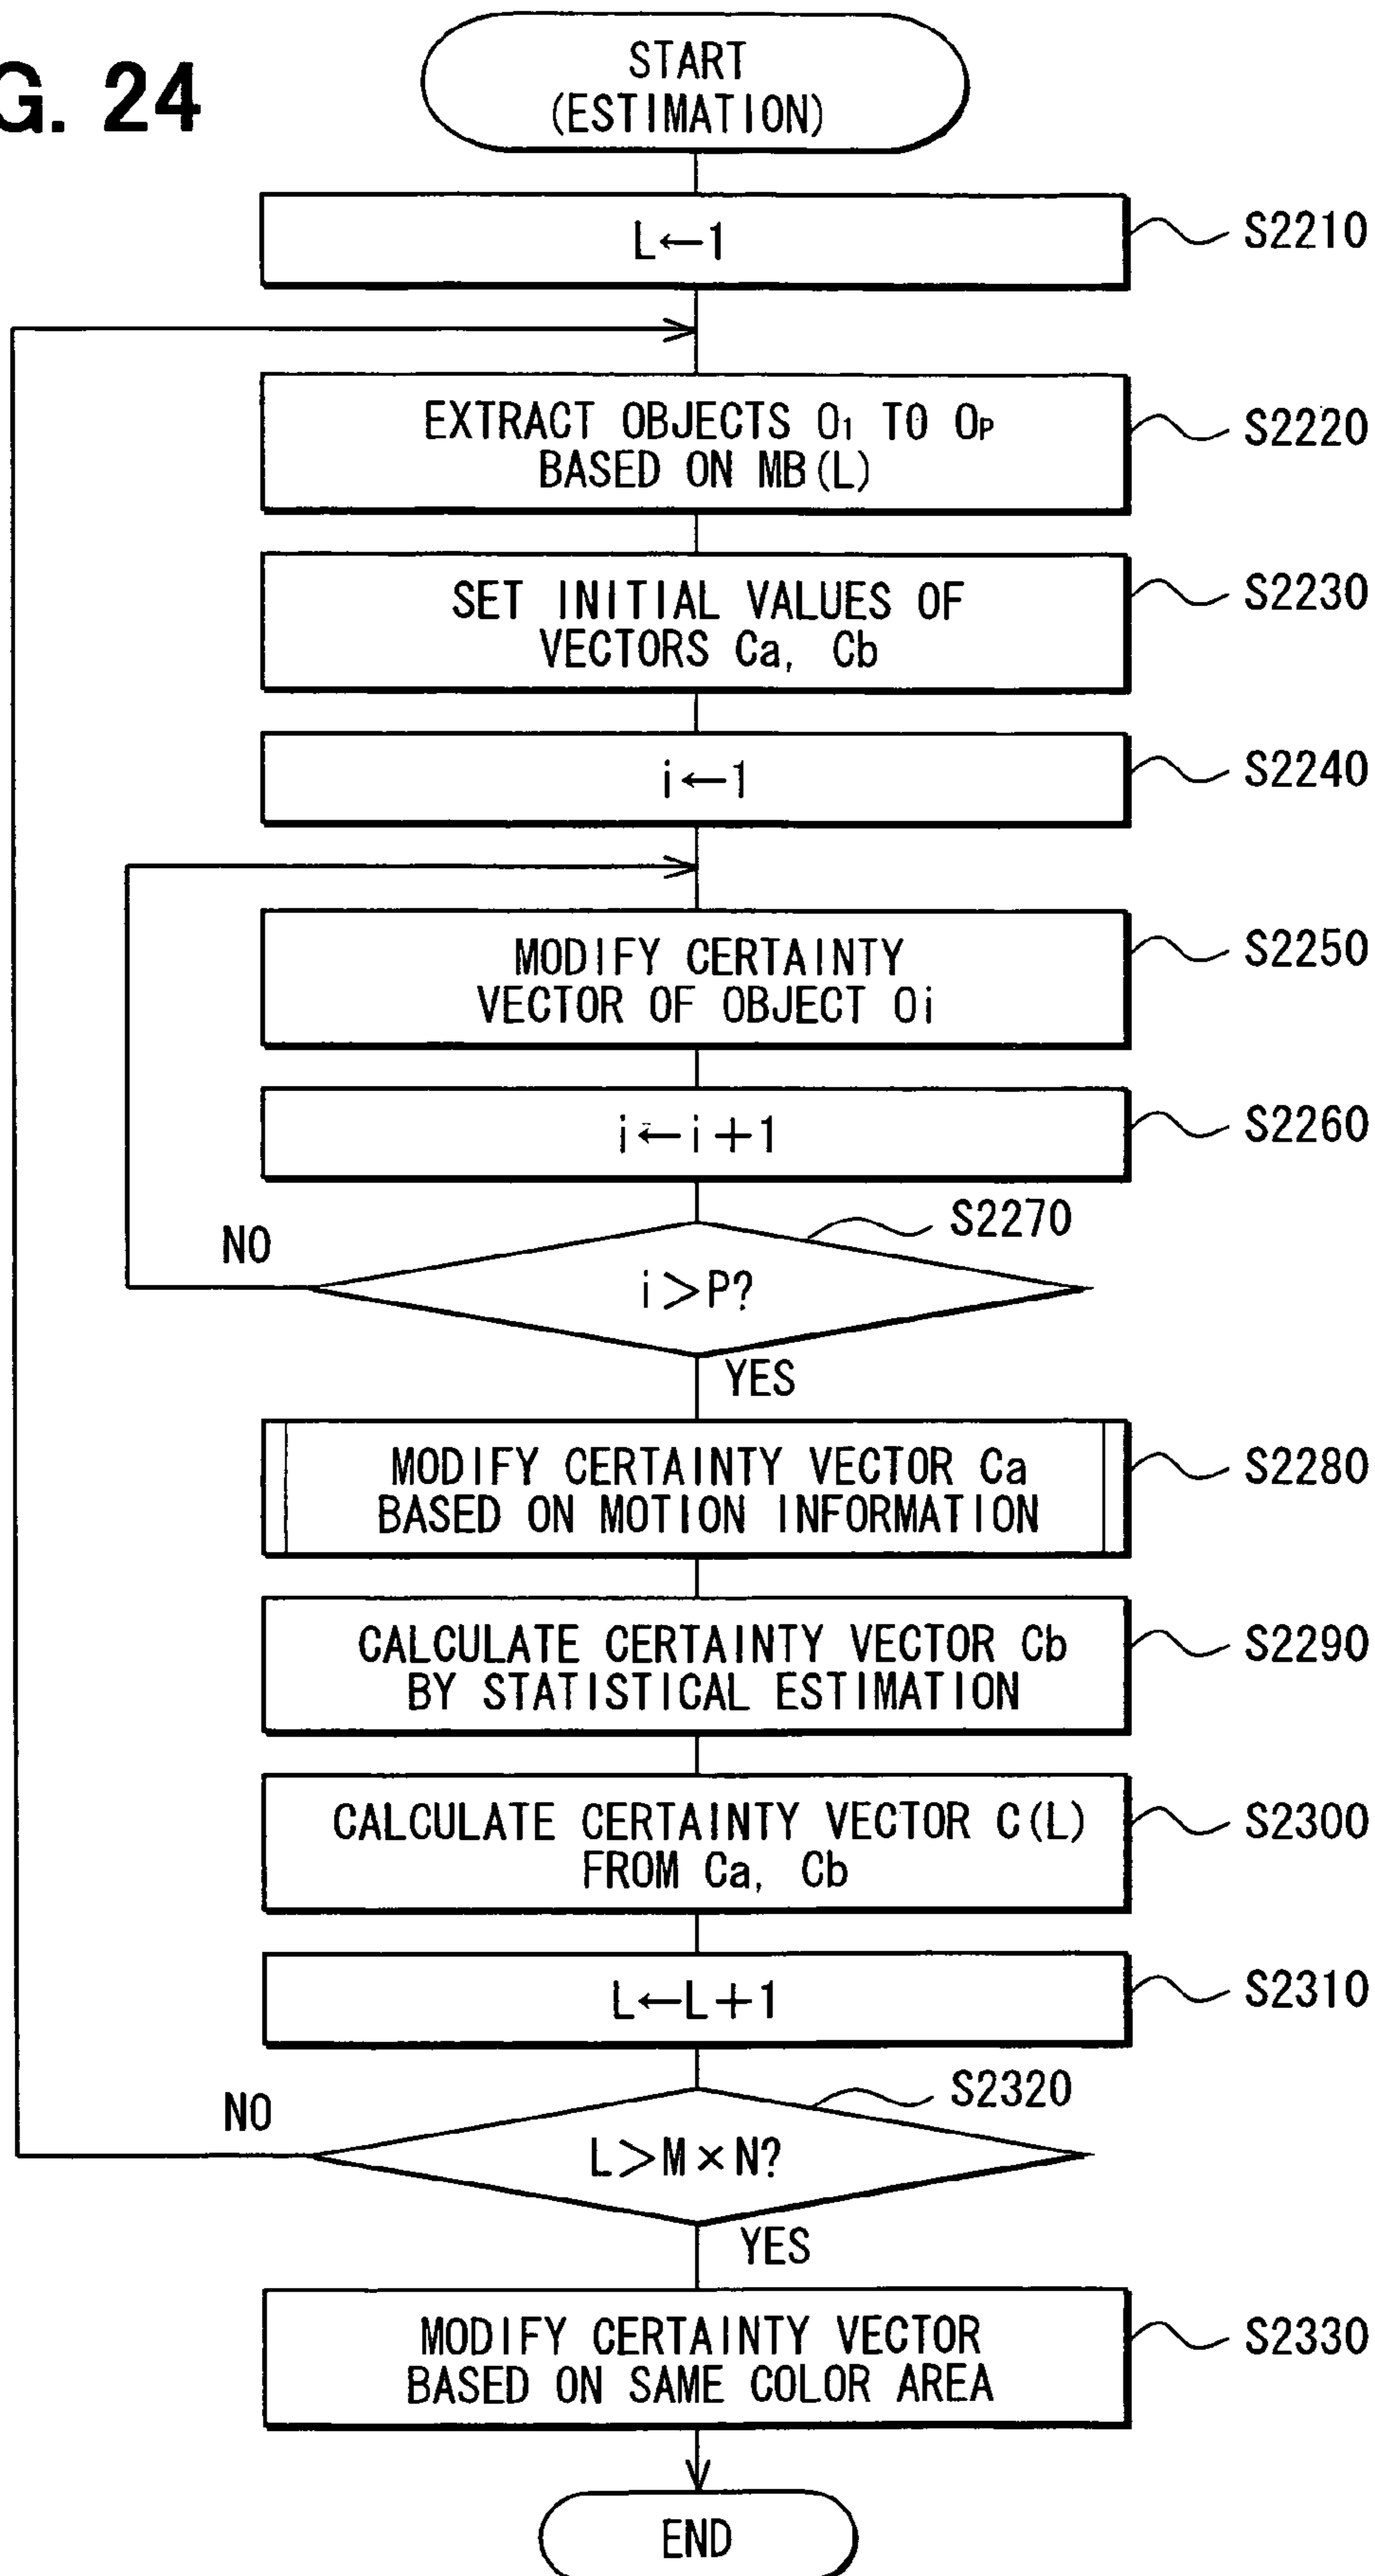 G. 24
START
(ESTIMATION)
L←1
S2210
EXTRACT OBJECTS O1 TO OP
BASED ON MB(L)
S2220
SET INITIAL VALUES OF
VECTORS Ca, Cb
S2230
i←1
S2240
MODIFY CERTAINTY
VECTOR OF OBJECT Oi
S2250
i←i+1
S2260
S2270
NO
i>P?
YES
MODIFY CERTAINTY VECTOR Ca
BASED ON MOTION INFORMATION
S2280
CALCULATE CERTAINTY VECTOR Cb
BY STATISTICAL ESTIMATION
S2290
CALCULATE CERTAINTY VECTOR C(L)
FROM Ca, Cb
S2300
L←L+1
S2310
S2320
NO
L>M×N?
YES
MODIFY CERTAINTY VECTOR
BASED ON SAME COLOR AREA
S2330
END